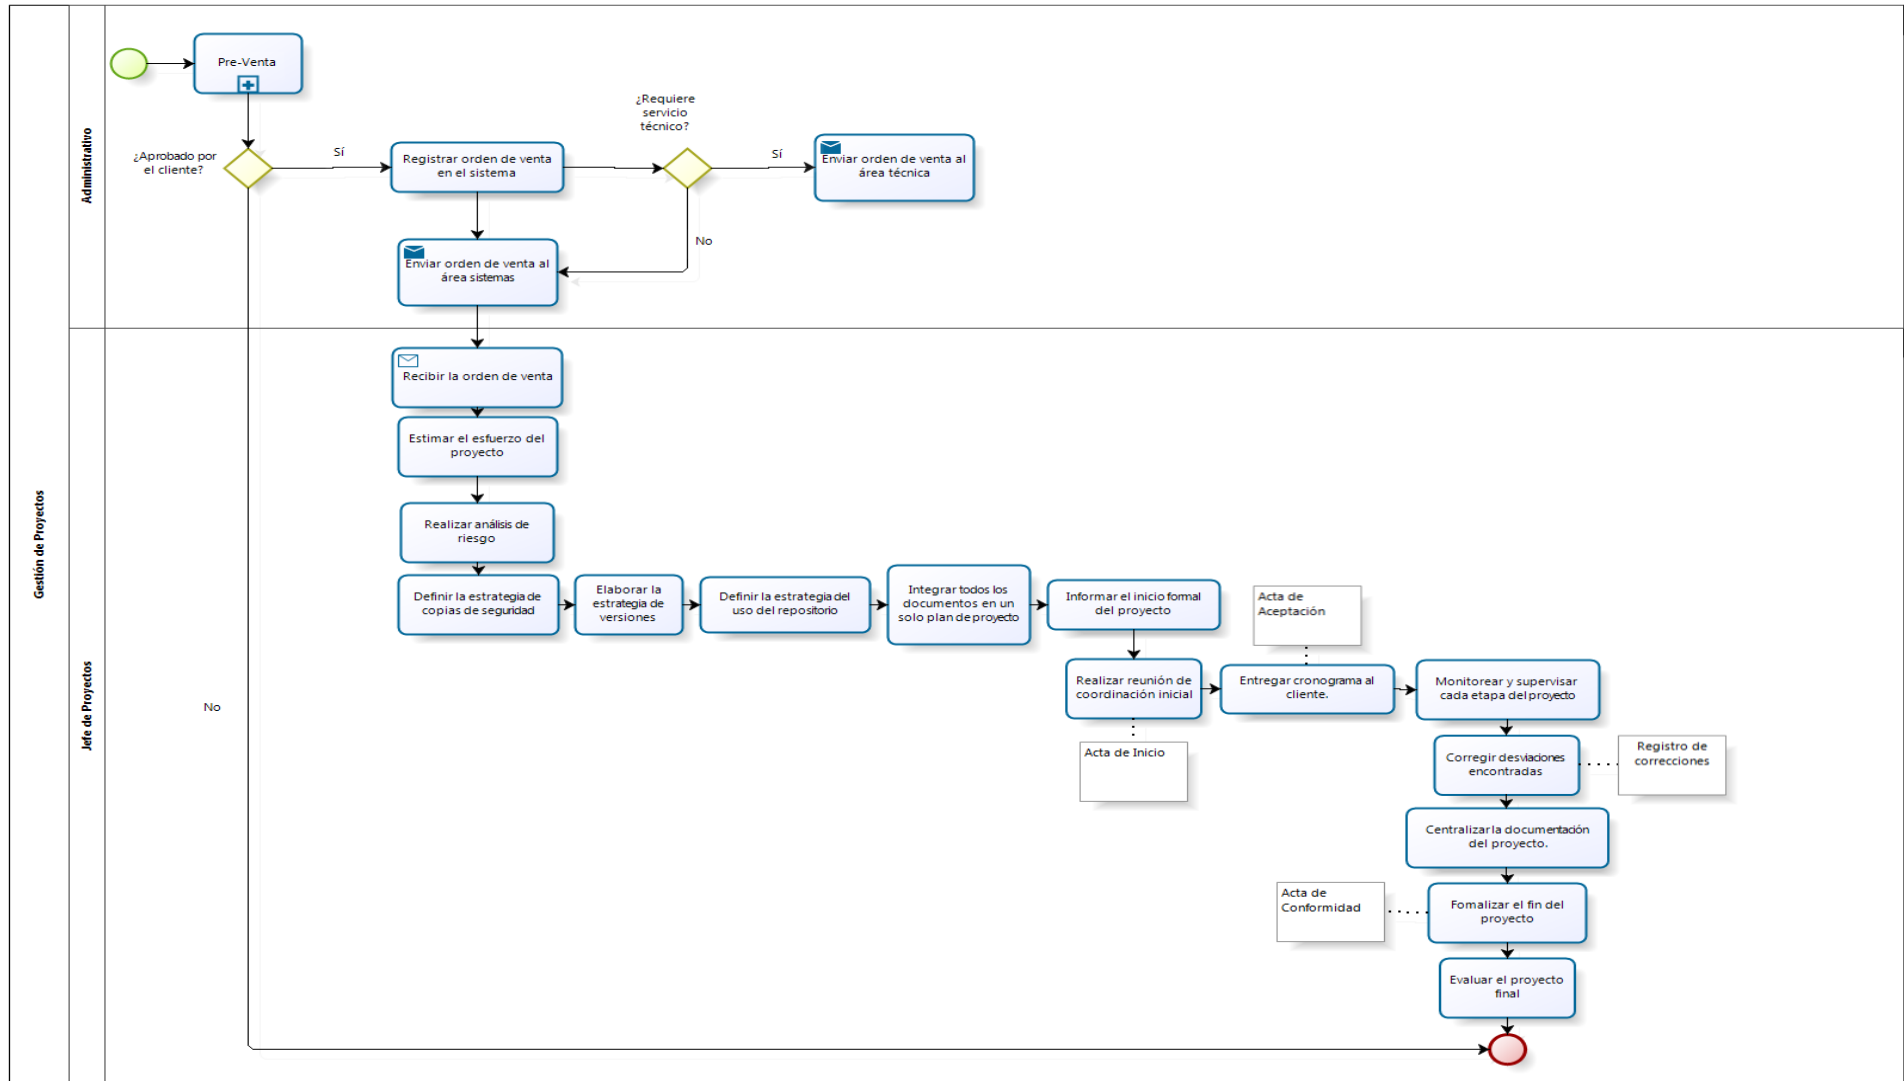 Gestión de Proyectos
Administrativo
Pre-Venta
¿Aprobado por
el cliente?
Sí
Registrar orden de venta
en el sistema
¿Requiere
servicio
técnico?
Sí
Enviar orden de venta al
área técnica
No
Enviar orden de venta al
área sistemas
Jefe de Proyectos
Recibir la orden de venta
Estimar el esfuerzo del
proyecto
Realizar análisis de
riesgo
Definir la estrategia de
copias de seguridad
Elaborar la
estrategia de
versiones
Definir la estrategia del
uso del repositorio
Integrar todos los
documentos en un
solo plan de proyecto
Informar el inicio formal
del proyecto
Acta de
Aceptación
Realizar reunión de
coordinación inicial
Entregar cronograma al
cliente.
Monitorear y supervisar
cada etapa del proyecto
No
Acta de Inicio
Corregir desviaciones
encontradas
Registro de
correcciones
Centralizar la documentación
del proyecto.
Acta de
Conformidad
Fomalizar el fin del
proyecto
Evaluar el proyecto
final